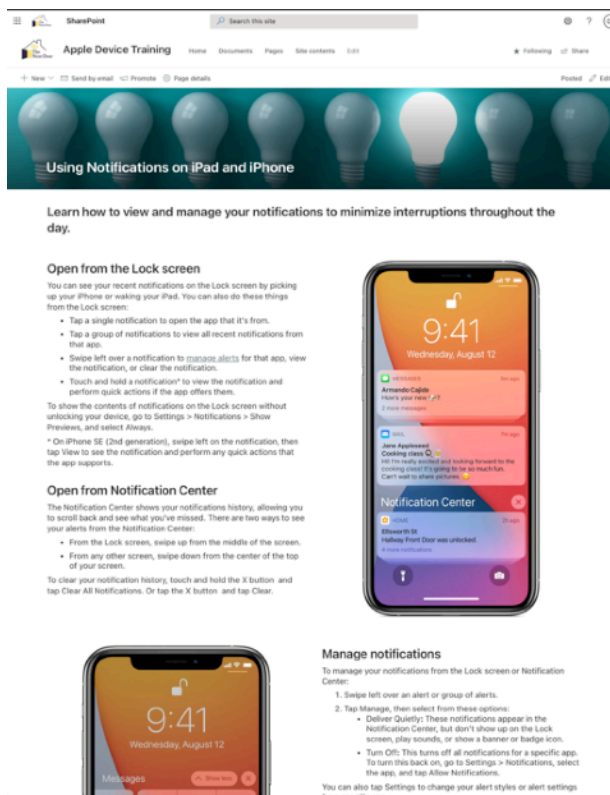 SharePoint
Search this site
Apple Device Training
Home Documents Pages Site contents Edit
Following Share
New Send by email Promote Page details
Posted Edit
Using Notifications on iPad and iPhone
Learn how to view and manage your notifications to minimize interruptions throughout the
day.
Open from the Lock screen
You can see your recent notifications on the Lock screen by picking
up your iPhone or waking your iPad. You can also do these things
from the Lock screen:
• Tap a single notification to open the app that it's from.
• Tap a group of notifications to view all recent notifications from
that app.
• Swipe left over a notification to manage alerts for that app, view
the notification, or clear the notification.
• Touch and hold a notification* to view the notification and
perform quick actions if the app offers them.
To show the contents of notifications on the Lock screen without
unlocking your device, go to Settings > Notifications > Show
Previews, and select Always.
* On iPhone SE (2nd generation), swipe left on the notification, then
tap View to see the notification and perform any quick actions that
the app supports.
Open from Notification Center
The Notification Center shows your notifications history, allowing you
to scroll back and see what you've missed. There are two ways to see
your alerts from the Notification Center:
• From the Lock screen, swipe up from the middle of the screen.
• From any other screen, swipe down from the center of the top
of your screen.
To clear your notification history, touch and hold the X button and
tap Clear All Notifications. Or tap the X button and tap Clear.
9:41
Wednesday, August 12
MESSAGES
Armando Cajide
How's your new
2 more messages
MAIL
Jane Appleseed
Cooking class
Hi! I'm really excited and looking forward to the
cooking class! It's going to be so much fun.
Can't wait to share pictures.
Notification Center
HOME 2h ago
Ellsworth St
Hallway Front Door was unlocked.
4 more notifications
9:41
Wednesday, August 12
Messages
Show less
Manage notifications
To manage your notifications from the Lock screen or Notification
Center:
1. Swipe left over an alert or group of alerts.
2. Tap Manage, then select from these options:
• Deliver Quietly: These notifications appear in the
Notification Center, but don't show up on the Lock
screen, play sounds, or show a banner or badge icon.
• Turn Off: This turns off all notifications for a specific app.
To turn this back on, go to Settings > Notifications, select
the app, and tap Allow Notifications.
You can also tap Settings to change your alert styles or alert settings